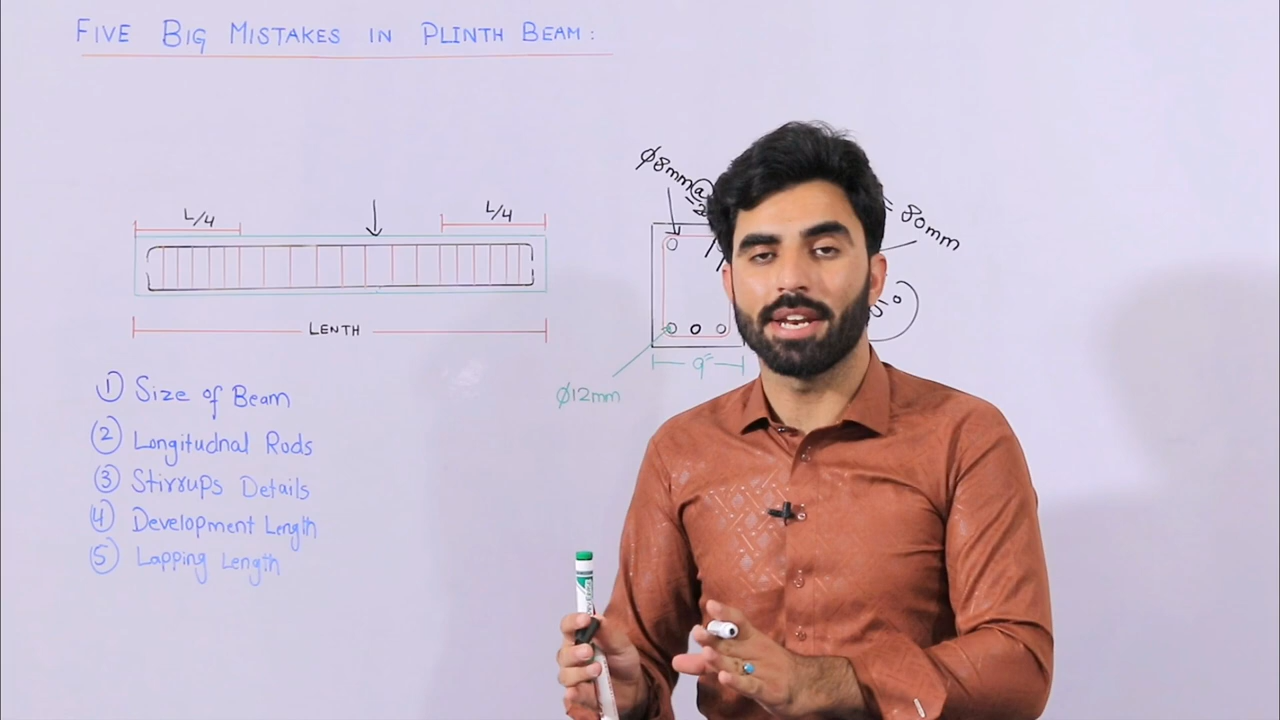 FIVE BIG MISTAKES IN PLINTH BEAM:
L/4
L/4
LENTH
① Size of Beam
② Longitudnal Rods
③ Stirrups Details
④ Development Length
⑤ Lapping Length
Ø8mm@
80mm
9"
Ø12mm